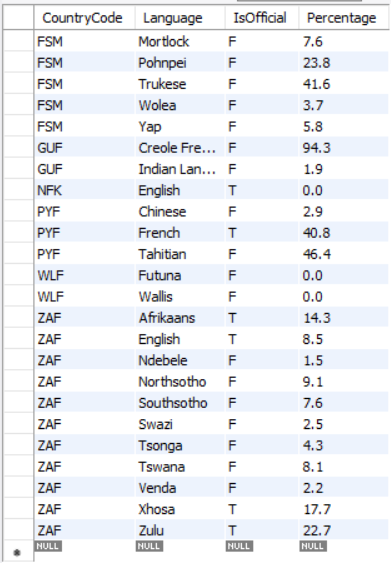 CountryCode Language IsOfficial Percentage
FSM Mortlock F 7.6
FSM Pohnpei F 23.8
FSM Trukese F 41.6
FSM Wolea F 3.7
FSM Yap F 5.8
GUF Creole Fre... F 94.3
GUF Indian Lan... F 1.9
NFK English T 0.0
PYF Chinese F 2.9
PYF French T 40.8
PYF Tahitian F 46.4
WLF Futuna F 0.0
WLF Wallis F 0.0
ZAF Afrikaans T 14.3
ZAF English T 8.5
ZAF Ndebele F 1.5
ZAF Northsotho F 9.1
ZAF Southsotho F 7.6
ZAF Swazi F 2.5
ZAF Tsonga F 4.3
ZAF Tswana F 8.1
ZAF Venda F 2.2
ZAF Xhosa T 17.7
ZAF Zulu T 22.7
NULL NULL NULL NULL